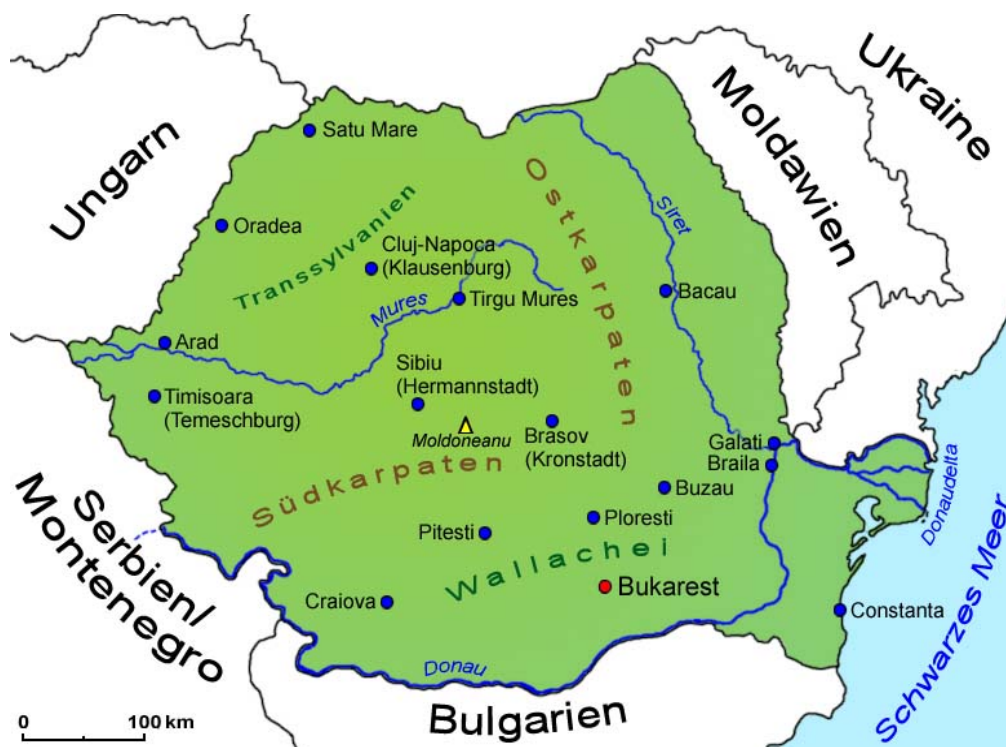 Ukraine
Moldawien
Ungarn
Satu Mare
Ostkarpaten
Siret
Oradea
Transsylvanien
Cluj-Napoca
(Klausenburg)
Mures
Tirgu Mures
Bacau
Arad
Sibiu
(Hermannstadt)
Timisoara
(Temeschburg)
Moldoneanu
Brasov
(Kronstadt)
Galati
Braila
Südkarpaten
Buzau
Donaudelta
Serbien/
Montenegro
Pitesti
Ploresti
Wallachei
Bukarest
Craiova
Constanta
Schwarzes Meer
Donau
Bulgarien
0 100 km